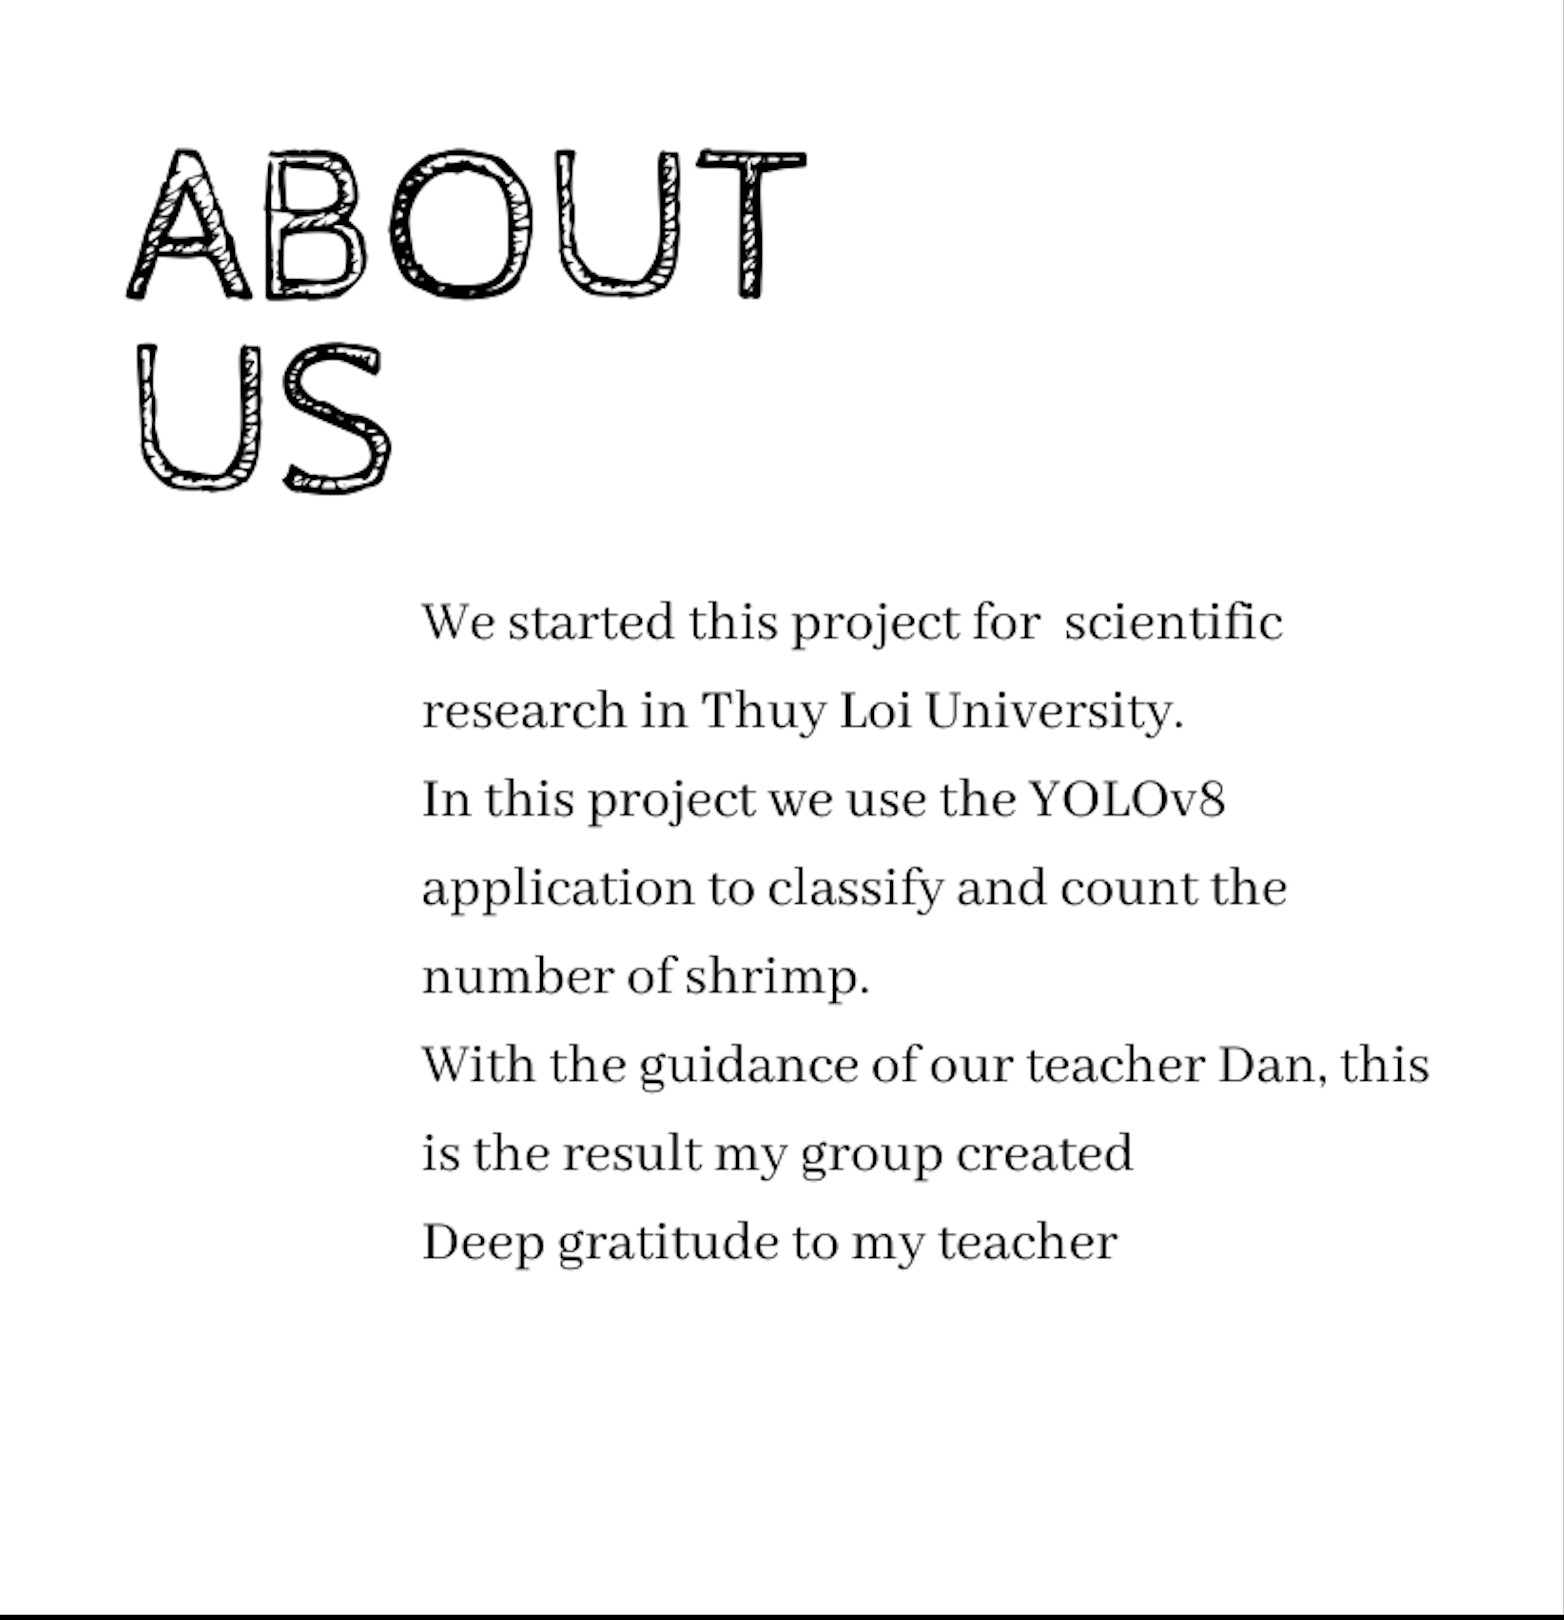 ABOUT
US
We started this project for  scientific
research in Thuy Loi University.
In this project we use the YOLOv8
application to classify and count the
number of shrimp.
With the guidance of our teacher Dan, this
is the result my group created
Deep gratitude to my teacher